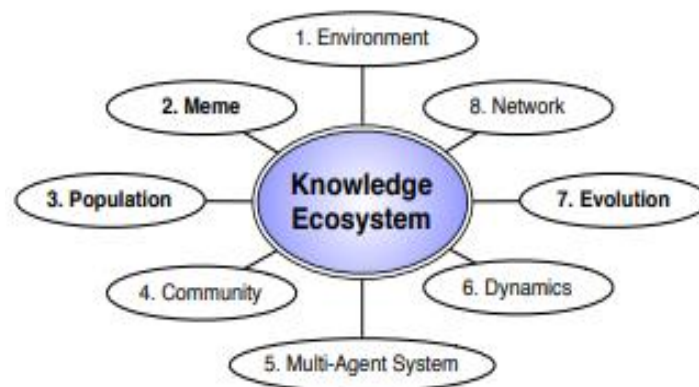 1. Environment
2. Meme
8. Network
Knowledge
Ecosystem
3. Population
7. Evolution
4. Community
6. Dynamics
5. Multi-Agent System